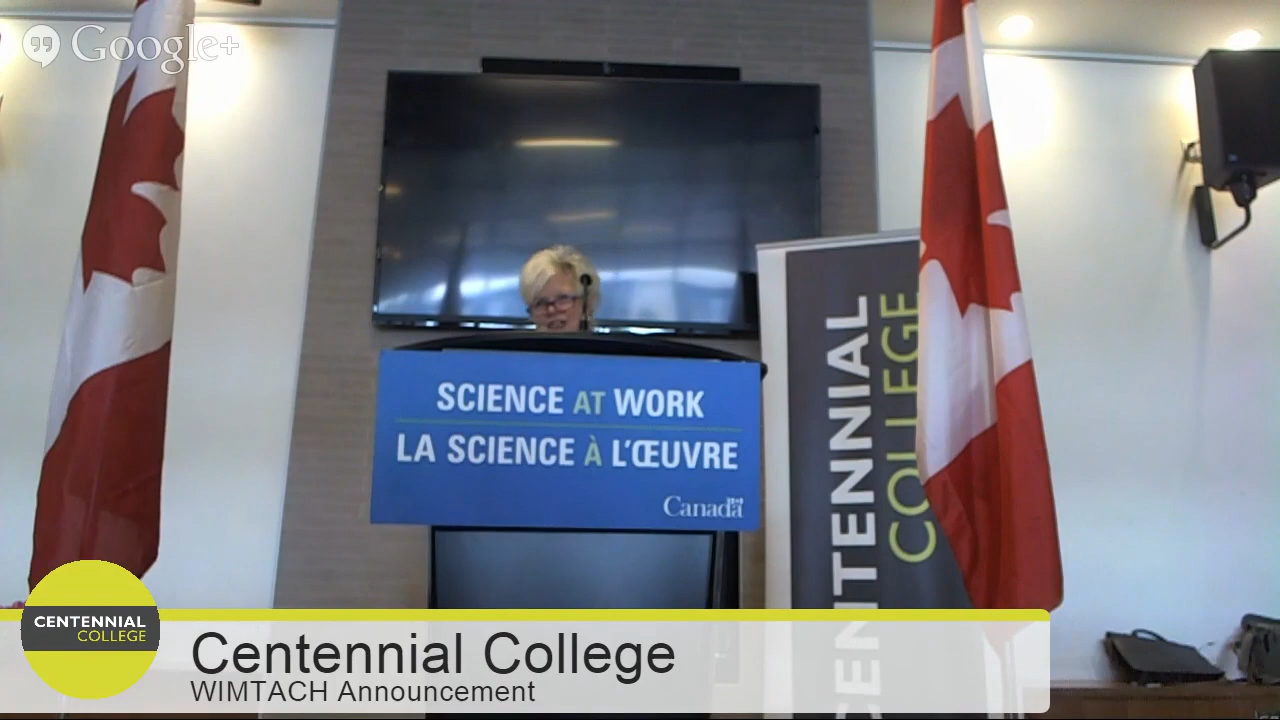 Google+
SCIENCE AT WORK
LA SCIENCE À L'ŒUVRE
Canada
CENTENNIAL
COLLEGE
CENTENNIAL
COLLEGE
Centennial College
WIMTACH Announcement